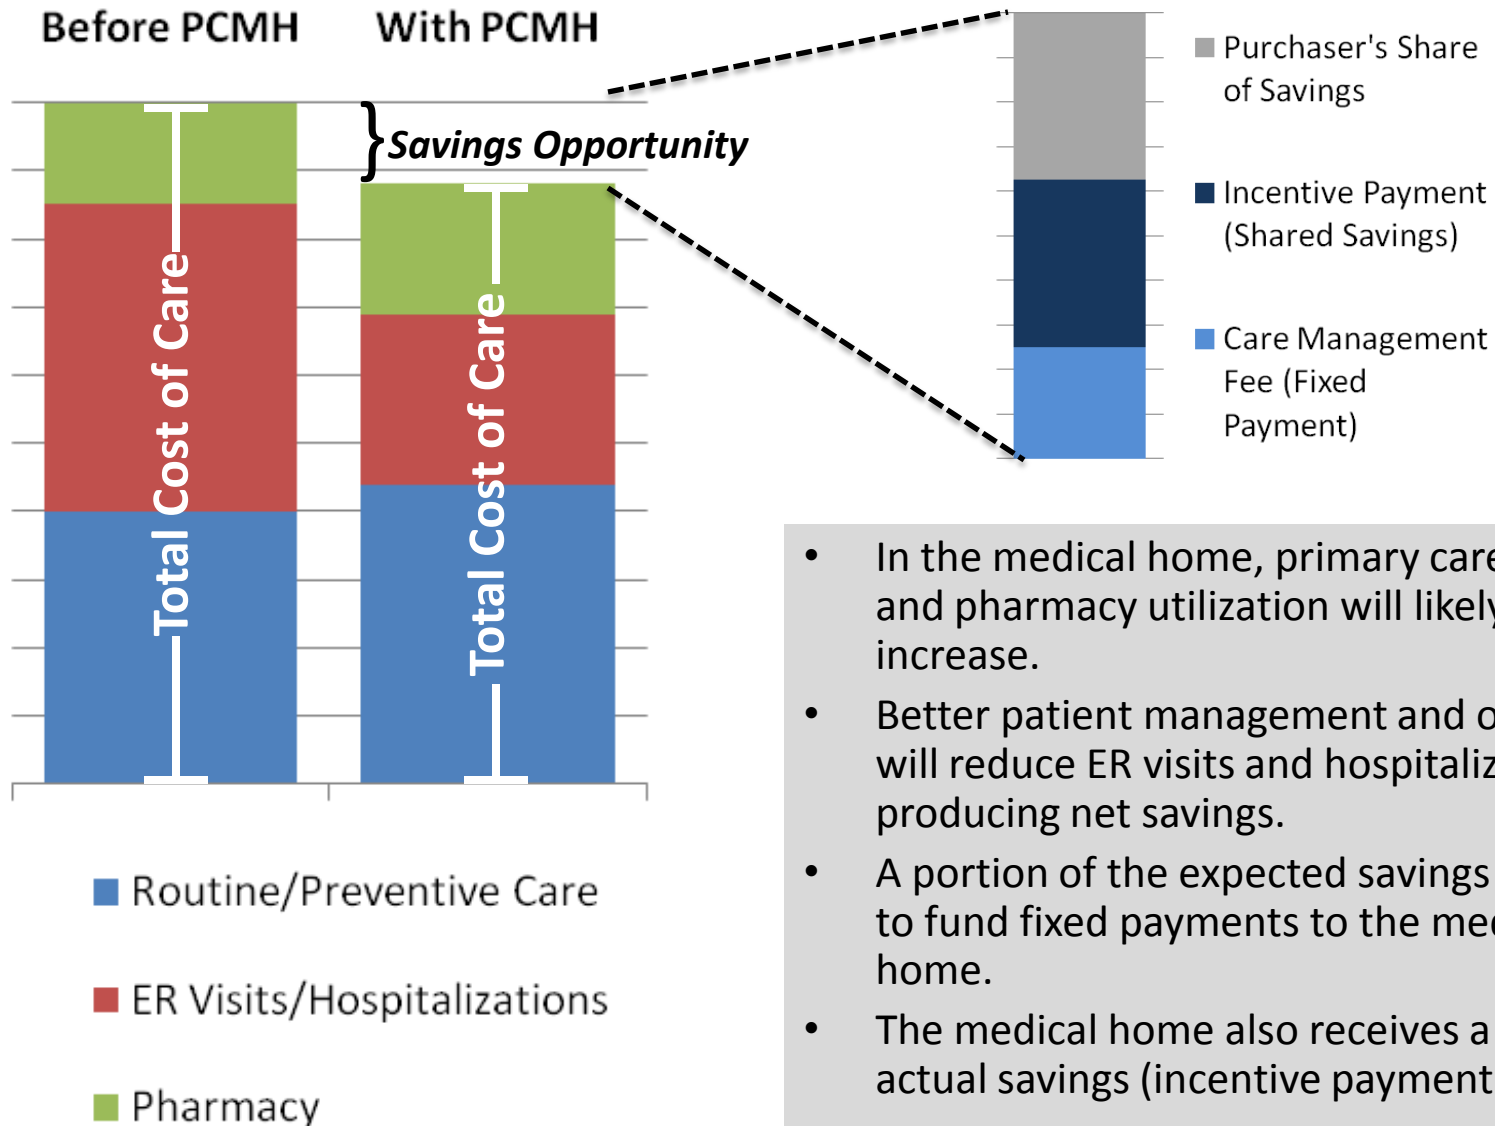 Before PCMH
With PCMH
Savings Opportunity
Total Cost of Care
Total Cost of Care
Routine/Preventive Care
ER Visits/Hospitalizations
Pharmacy
Purchaser's Share
of Savings
Incentive Payment
(Shared Savings)
Care Management
Fee (Fixed
Payment)
• In the medical home, primary care
and pharmacy utilization will likely
increase.
• Better patient management and
will reduce ER visits and
producing net savings.
• A portion of the expected savings
to fund fixed payments to the
home.
• The medical home also receives a
actual savings (incentive payment